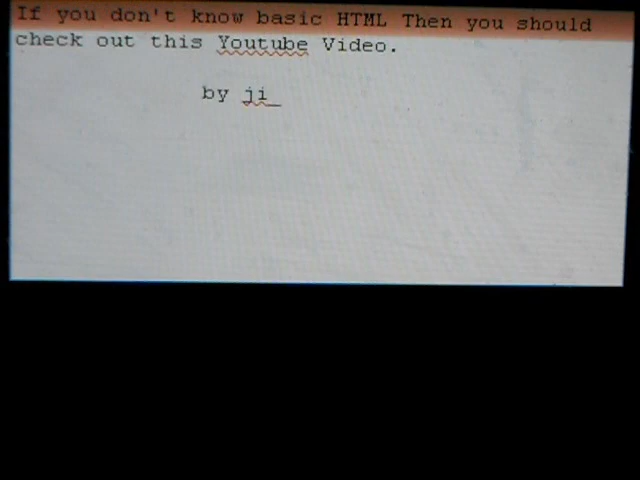 If you don't know basic HTML Then you should
check out this Youtube Video.
by ji_